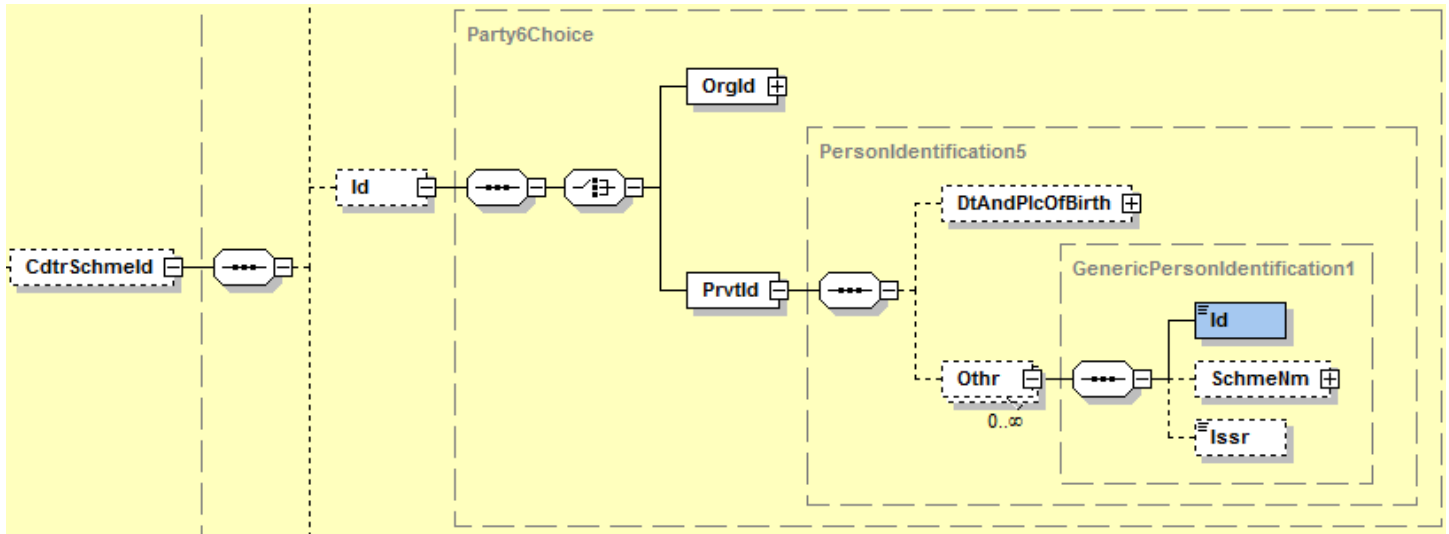 Party6Choice
OrgId
PersonIdentification5
Id
DtAndPlcOfBirth
CdtrSchmeId
GenericPersonIdentification1
PrvtId
Id
Othr
SchmeNm
0..∞
Issr